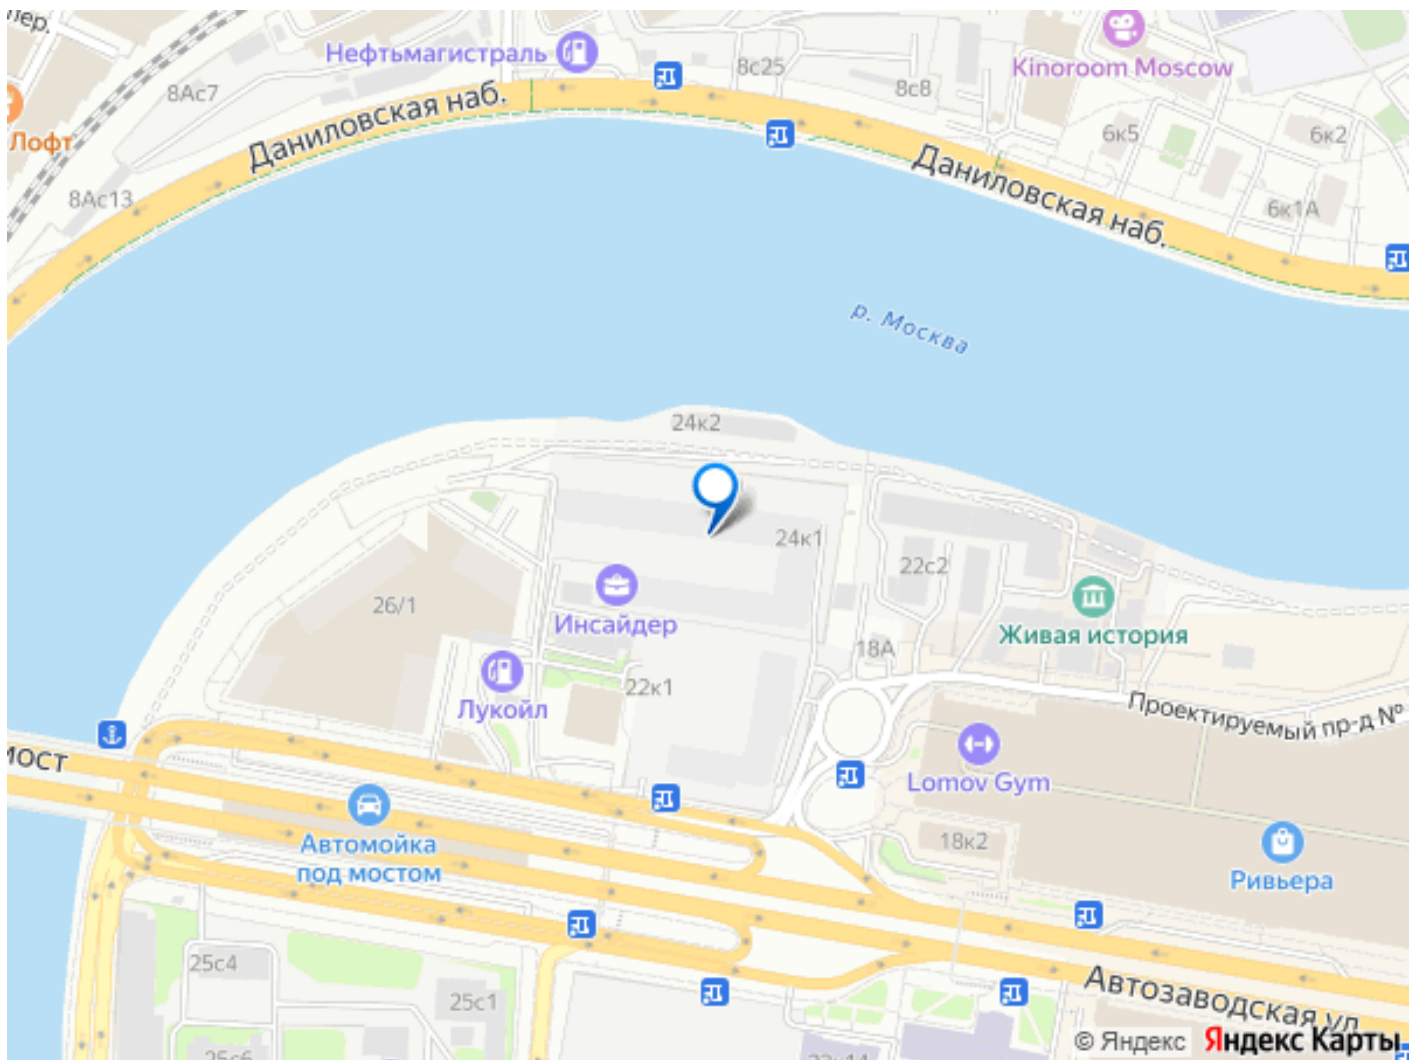 пер.
Нефтьмагистраль
8с25
Kinoroom Moscow
8Ас7
8с8
Лофт
Даниловская наб.
6к5
6к2
8Ас13
Даниловская наб.
6к1А
р. Москва
24к2
24к1
22с2
26/1
Инсайдер
Живая история
18А
22к1
Лукойл
Проектируемый пр-д №
мост
Lomov Gym
Автомойка
под мостом
18к2
Ривьера
25с4
25с1
Автозаводская ул.
25с6
© Яндекс Яндекс Карты